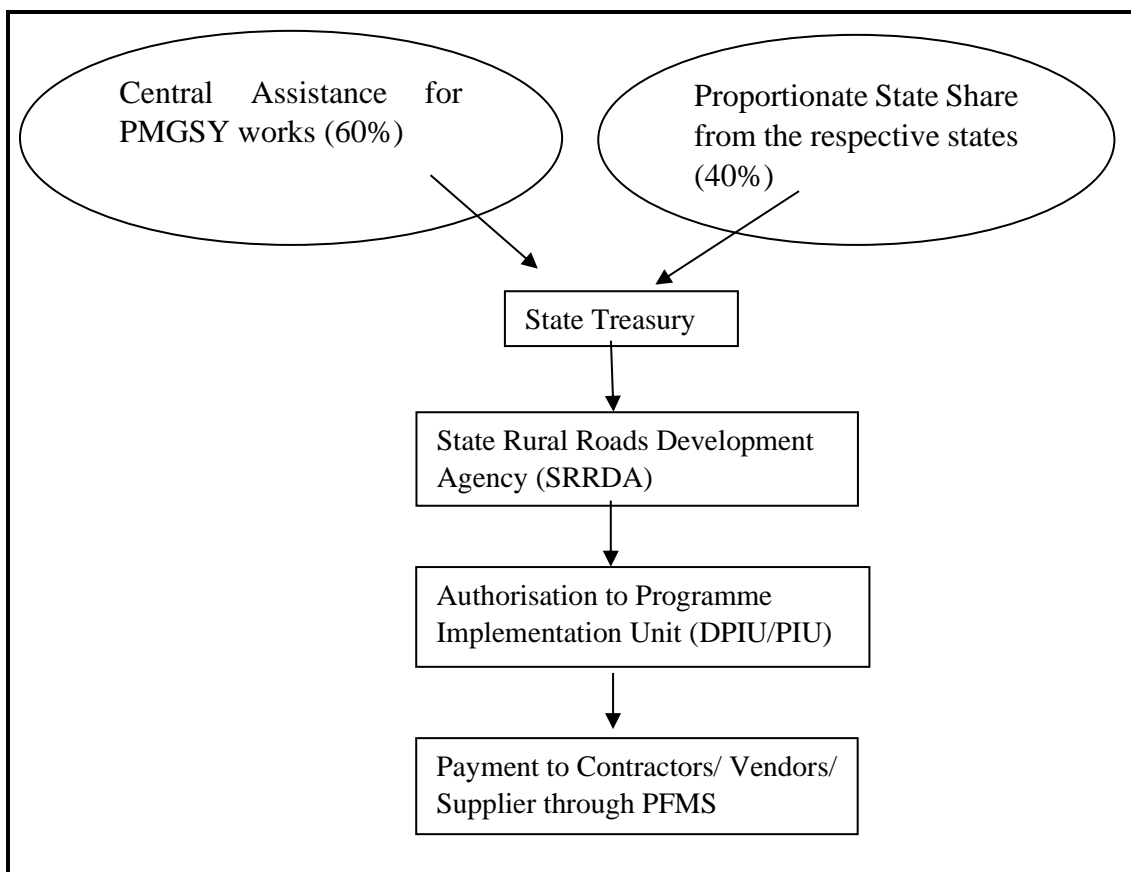 Central Assistance for
PMGSY works (60%)
Proportionate State Share
from the respective states
(40%)
State Treasury
State Rural Roads Development
Agency (SRRDA)
Authorisation to Programme
Implementation Unit (DPIU/PIU)
Payment to Contractors/ Vendors/
Supplier through PFMS